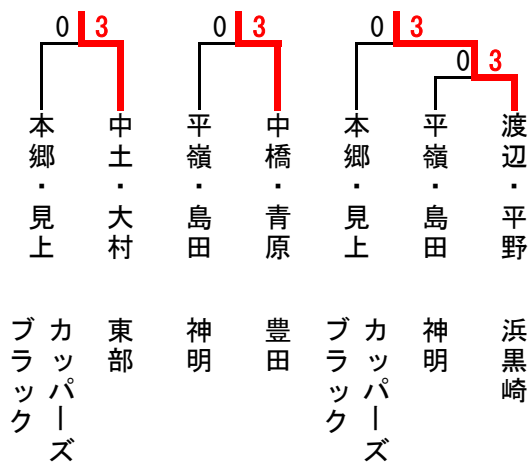 0 3
0 3
0 3
0 3
本郷・見上
中土・大村
平嶺・島田
中橋・青原
本郷・見上
平嶺・島田
渡辺・平野
カッパーズ
ブラック
東部
神明
豊田
カッパーズ
ブラック
神明
浜黒崎